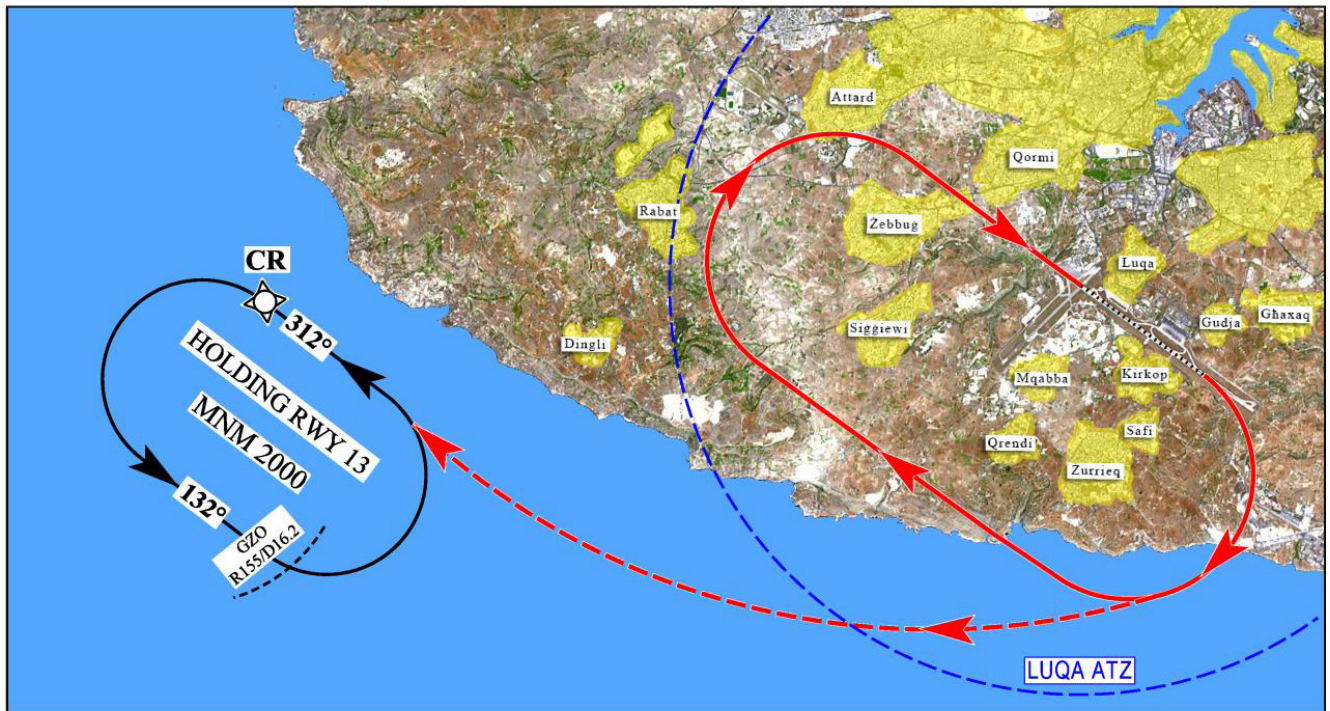 Attard
Qormi
Rabat
Żebbuġ
CR
Luqa
312°
Siġġiewi
Gudja
Għaxaq
Dingli
HOLDING RWY 13
MNM 2000
Mqabba
Kirkop
Qrendi
Safi
Zurrieq
132°
GZO
R155/D16.2
LUQA ATZ